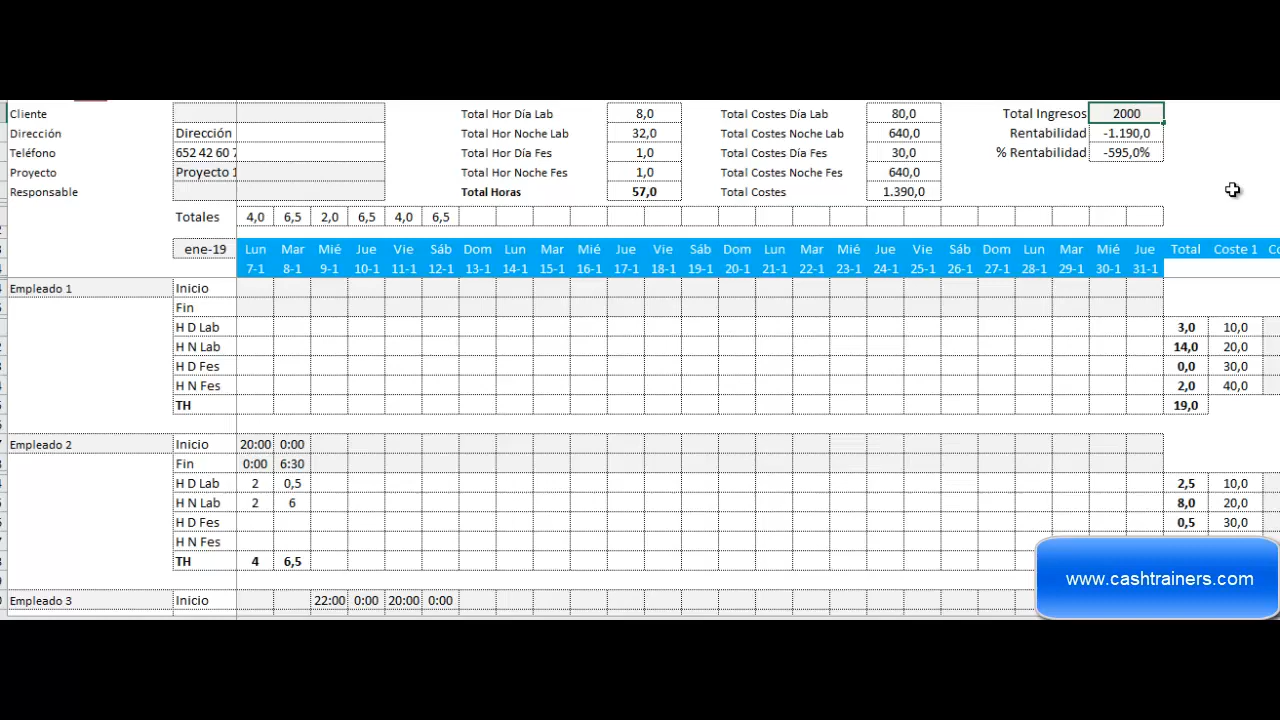 Cliente Total Hor Día Lab 8,0 Total Costes Día Lab 80,0 Total Ingresos 2000
Dirección Dirección Total Hor Noche Lab 32,0 Total Costes Noche Lab 640,0 Rentabilidad -1.190,0
Teléfono 652 42 60 Total Hor Día Fes 1,0 Total Costes Día Fes 30,0 % Rentabilidad -595,0%
Proyecto Proyecto Total Hor Noche Fes 1,0 Total Costes Noche Fes 640,0
Responsable Total Horas 57,0 Total Costes 1.390,0
Totales 4,0 6,5 2,0 6,5 4,0 6,5
ene-19 Lun Mar Mié Jue Vie Sáb Dom Lun Mar Mié Jue Vie Sáb Dom Lun Mar Mié Jue Vie Sáb Dom Lun Mar Mié Jue Total Coste 1
7-1 8-1 9-1 10-1 11-1 12-1 13-1 14-1 15-1 16-1 17-1 18-1 19-1 20-1 21-1 22-1 23-1 24-1 25-1 26-1 27-1 28-1 29-1 30-1 31-1
Empleado 1 Inicio
Fin
H D Lab 3,0 10,0
H N Lab 14,0 20,0
H D Fes 0,0 30,0
H N Fes 2,0 40,0
TH 19,0
Empleado 2 Inicio 20:00 0:00
Fin 0:00 6:30
H D Lab 2 0,5 2,5 10,0
H N Lab 2 6 8,0 20,0
H D Fes 0,5 30,0
H N Fes
TH 4 6,5
www.cashtrainers.com
Empleado 3 Inicio 22:00 0:00 20:00 0:00